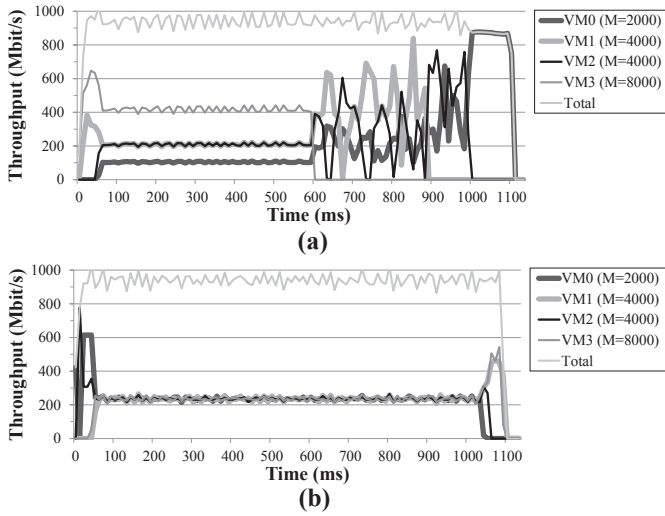 1000
800
600
400
200
0
Throughput (Mbit/s)
0 100 200 300 400 500 600 700 800 900 1000 1100
Time (ms)
VM0 (M=2000)
VM1 (M=4000)
VM2 (M=4000)
VM3 (M=8000)
Total
(a)
1000
800
600
400
200
0
Throughput (Mbit/s)
0 100 200 300 400 500 600 700 800 900 1000 1100
Time (ms)
VM0 (M=2000)
VM1 (M=4000)
VM2 (M=4000)
VM3 (M=8000)
Total
(b)